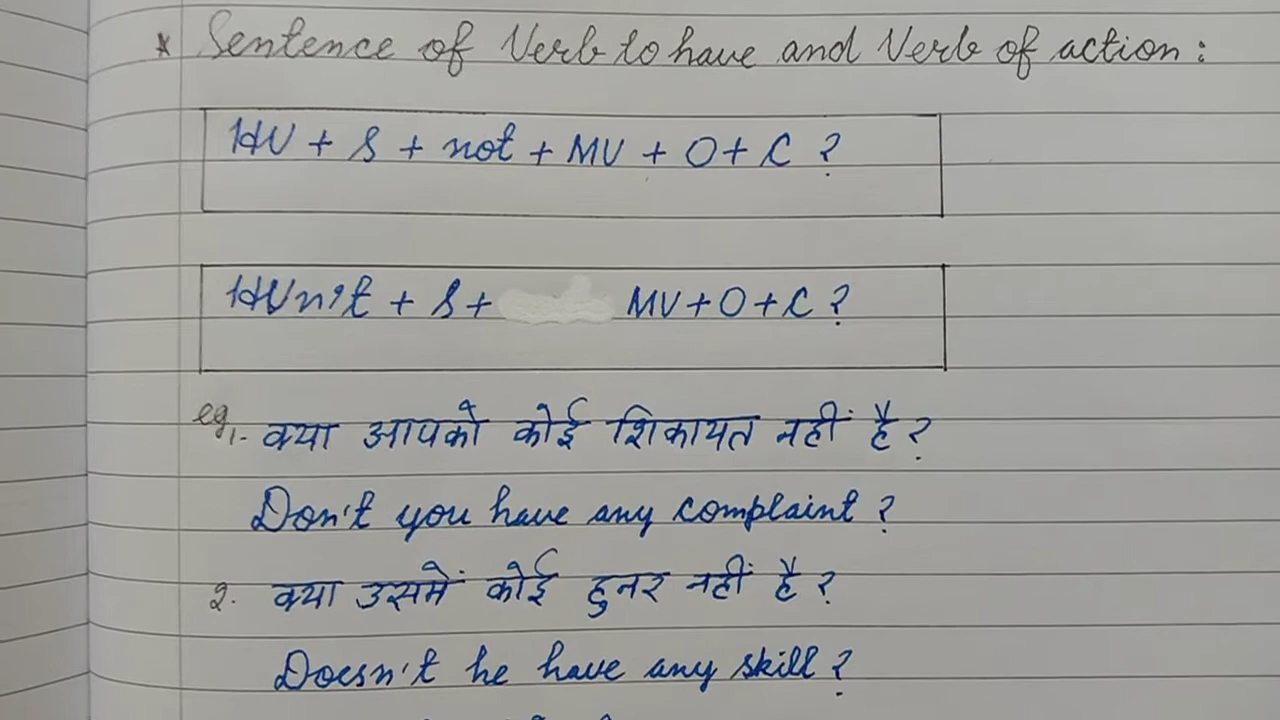 * Sentence of Verb to have and Verb of action :
HV + S + not + MV + O + C ?
HVn't + S + MV + O + C ?
eg, 1. क्या आपको कोई शिकायत नहीं है ?
Don't you have any complaint ?
2. क्या उसमें कोई हुनर नहीं है ?
Doesn't he have any skill ?